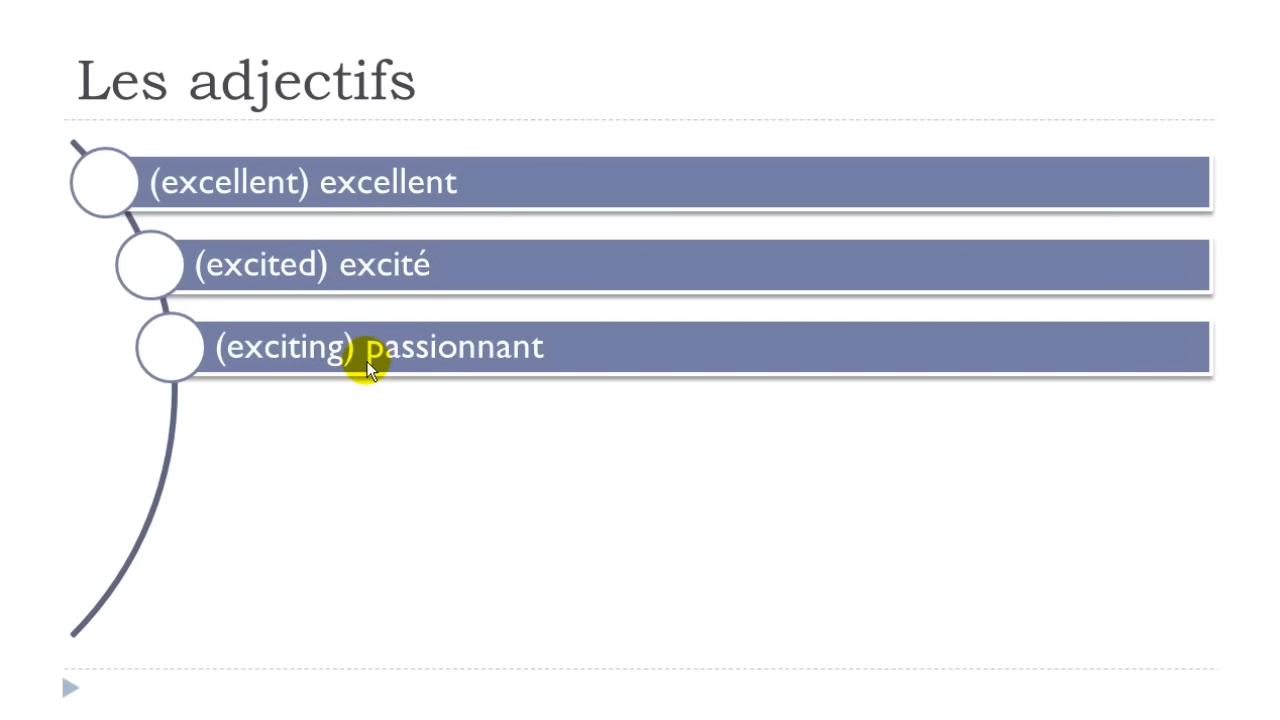 Les adjectifs
(excellent) excellent
(excited) excité
(exciting) passionnant